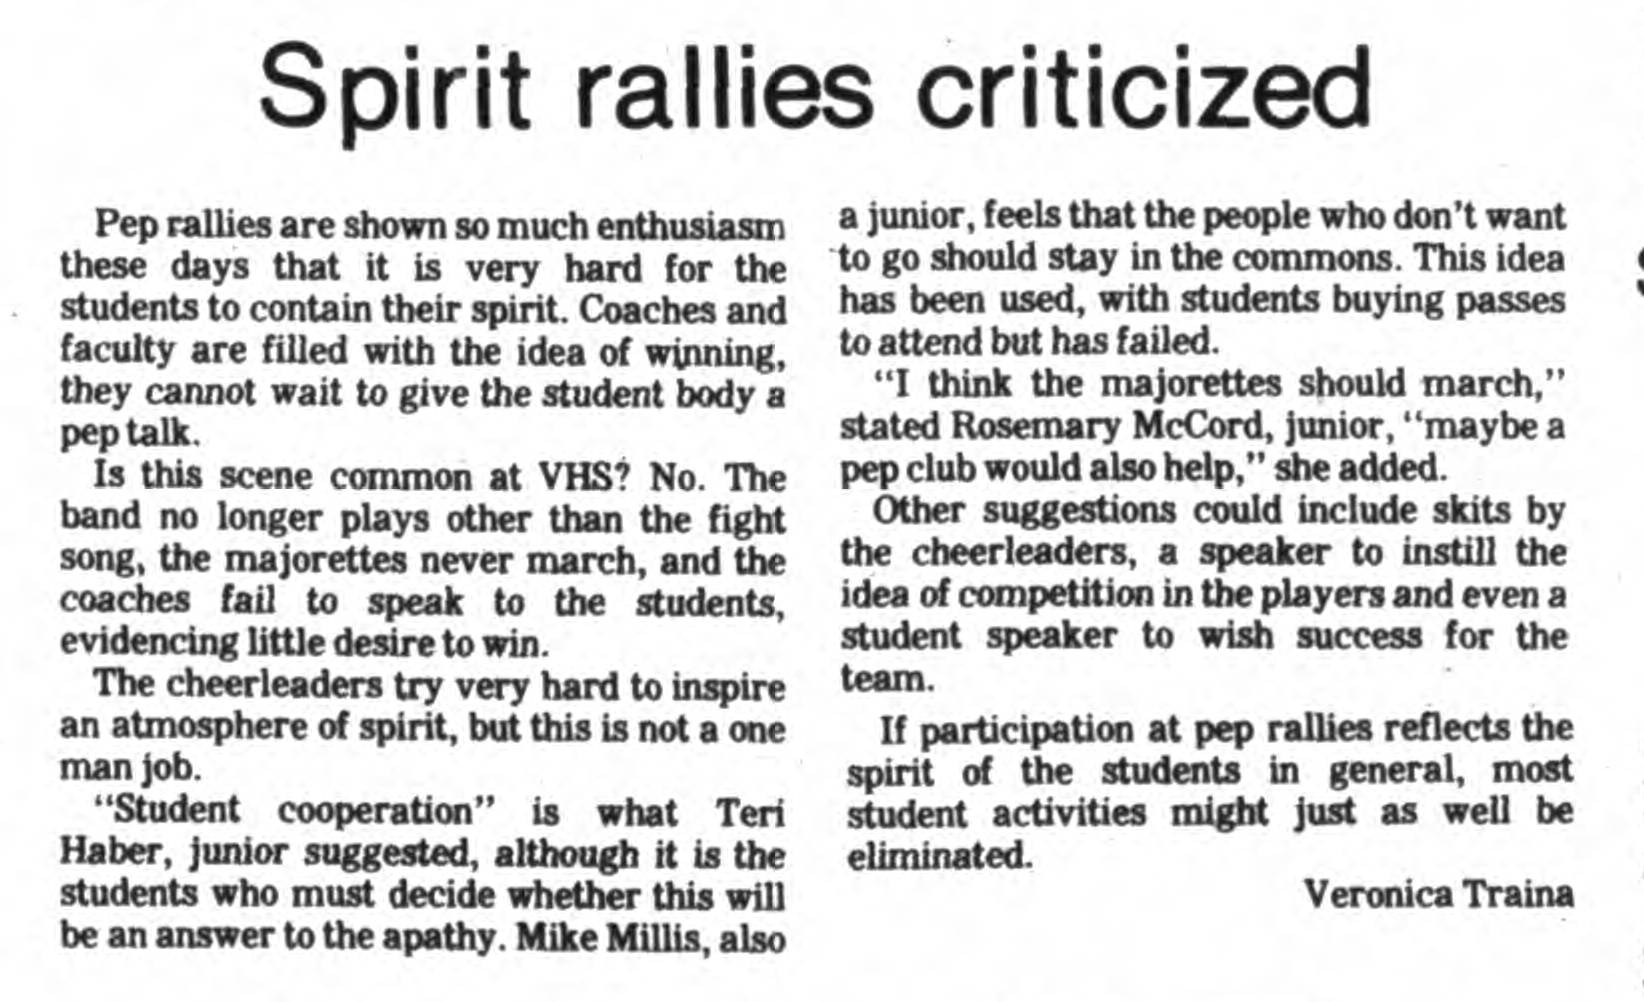 Spirit rallies criticized
Pep rallies are shown so much enthusiasm
these days that it is very hard for the
students to contain their spirit. Coaches and
faculty are filled with the idea of winning,
they cannot wait to give the student body a
pep talk.
Is this scene common at VHS? No. The
band no longer plays other than the fight
song, the majorettes never march, and the
coaches fail to speak to the students,
evidencing little desire to win.
The cheerleaders try very hard to inspire
an atmosphere of spirit, but this is not a one
man job.
"Student cooperation" is what Teri
Haber, junior suggested, although it is the
students who must decide whether this will
be an answer to the apathy. Mike Millis, also
a junior, feels that the people who don't want
to go should stay in the commons. This idea
has been used, with students buying passes
to attend but has failed.
"I think the majorettes should march,"
stated Rosemary McCord, junior, "maybe a
pep club would also help," she added.
Other suggestions could include skits by
the cheerleaders, a speaker to instill the
idea of competition in the players and even a
student speaker to wish success for the
team.
If participation at pep rallies reflects the
spirit of the students in general, most
student activities might just as well be
eliminated.
Veronica Traina